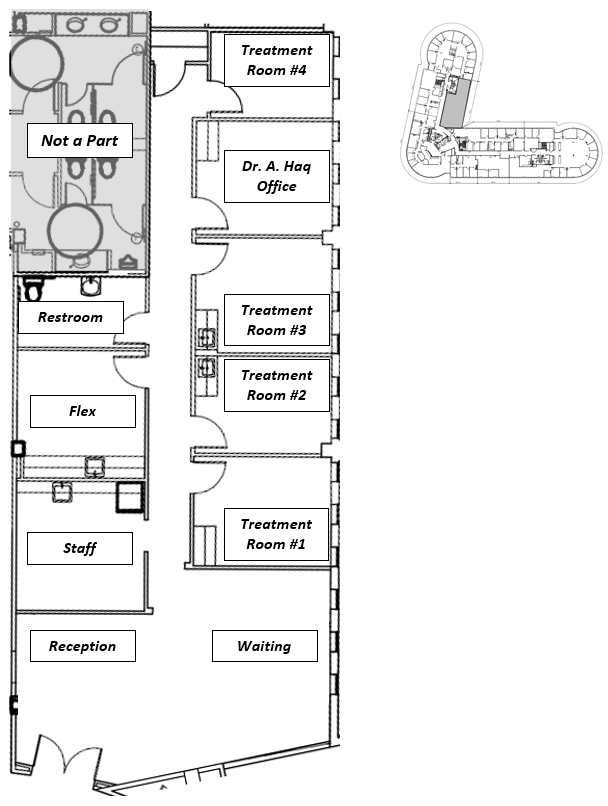 Treatment
Room #4
Not a Part
Dr. A. Haq
Office
Restroom
Treatment
Room #3
Treatment
Room #2
Flex
Treatment
Room #1
Staff
Reception
Waiting